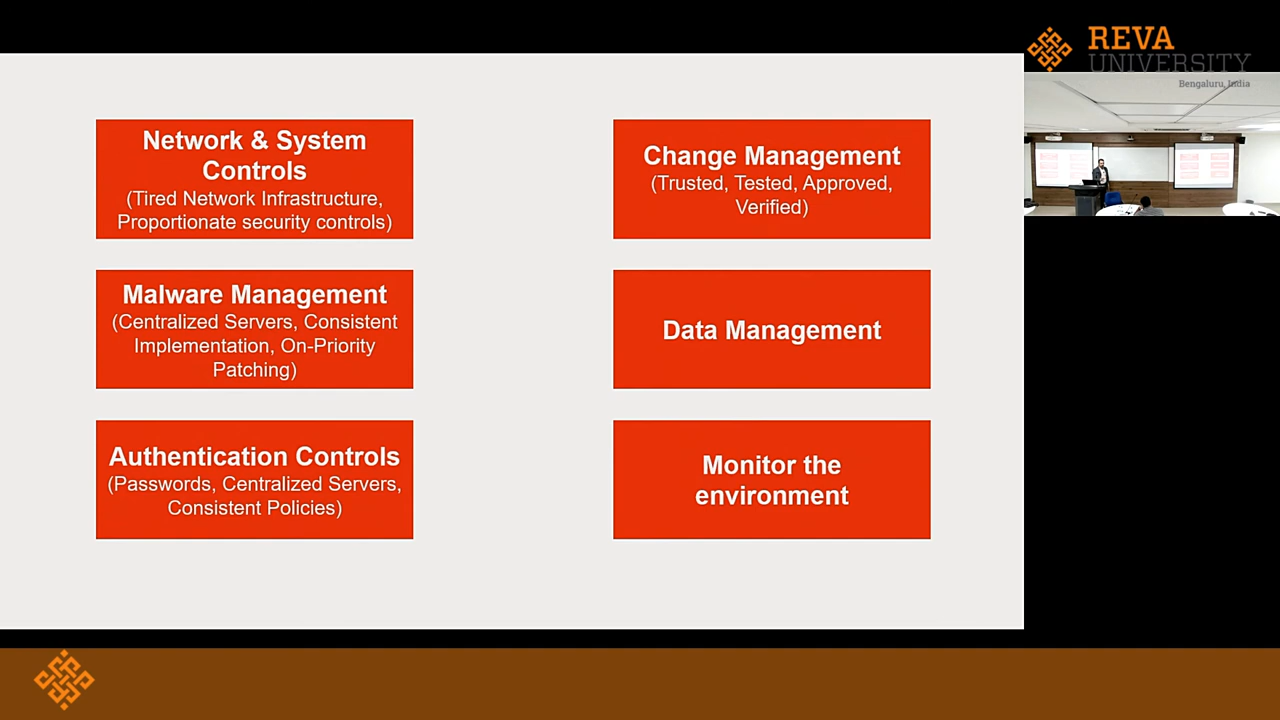 REVA
UNIVERSITY
Bengaluru, India
Network & System
Controls
(Tired Network Infrastructure,
Proportionate security controls)
Malware Management
(Centralized Servers, Consistent
Implementation, On-Priority
Patching)
Authentication Controls
(Passwords, Centralized Servers,
Consistent Policies)
Change Management
(Trusted, Tested, Approved,
Verified)
Data Management
Monitor the
environment